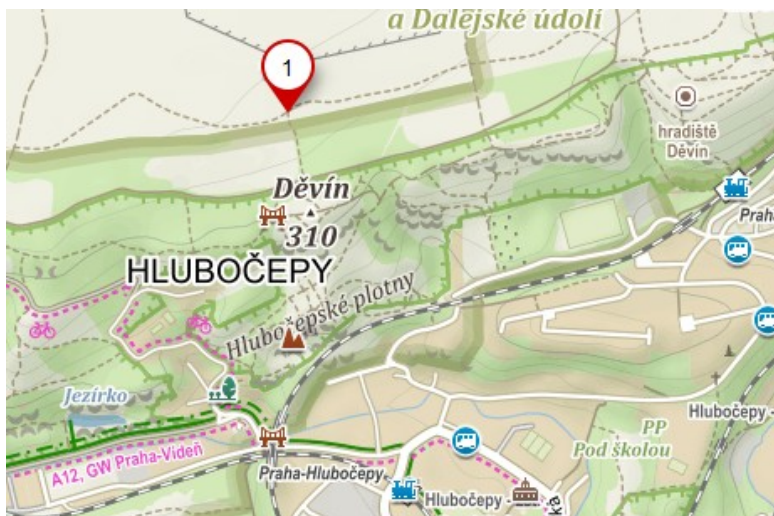 a Dalejské údolí
1
hradiště
Děvín
Děvín
310
Praha
HLUBOČEPY
Hlubočepské plotny
Jezírko
Hlubočepy -
PP
Pod školou
A12, GW Praha-Vídeň
Praha-Hlubočepy
Hlubočepy -
ká